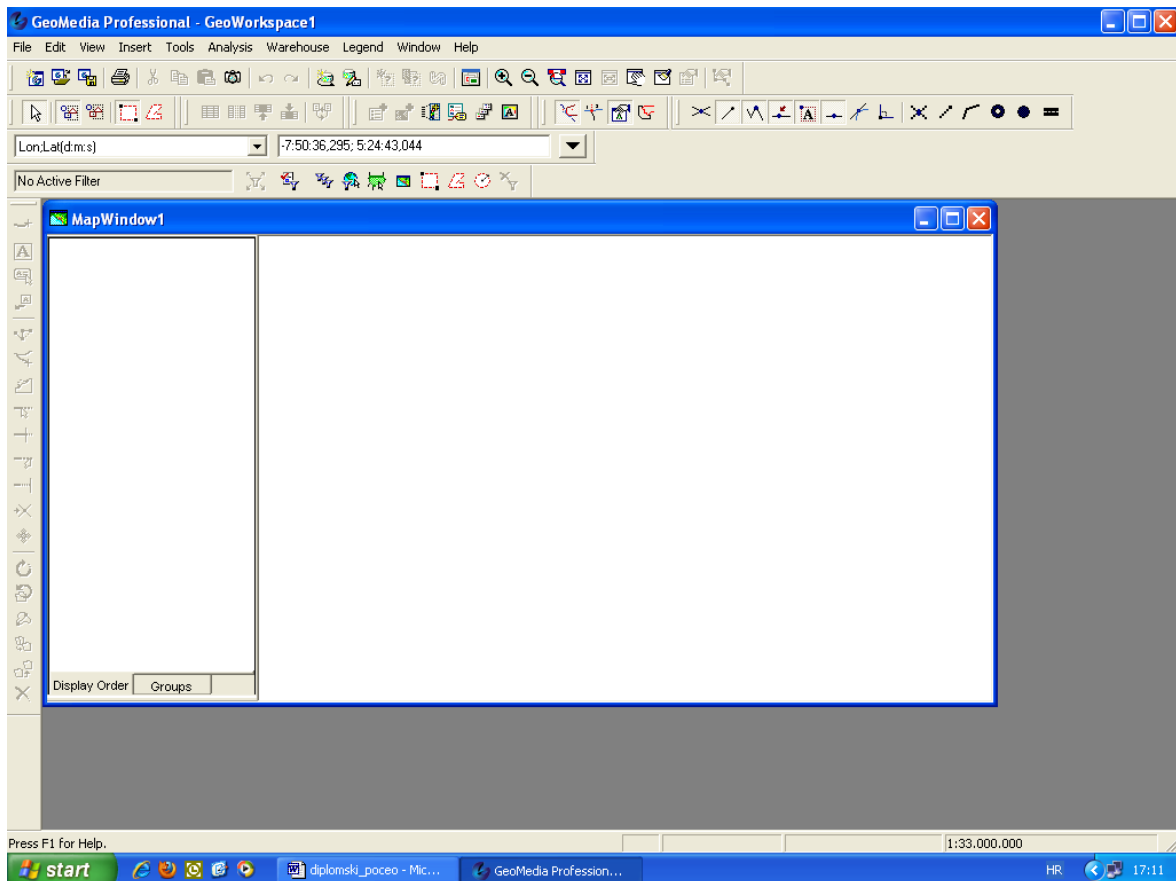 GeoMedia Professional - GeoWorkspace1
File Edit View Insert Tools Analysis Warehouse Legend Window Help
Lon;Lat(d:m:s) -7:50:36,295; 5:24:43,044
No Active Filter
MapWindow1
Display Order Groups
Press F1 for Help. 1:33.000.000
start diplomski_poceo - Mic... GeoMedia Profession... HR 17:11